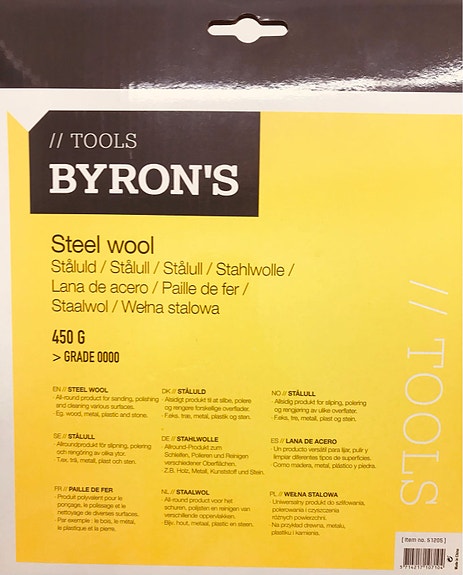 // TOOLS
BYRON'S
Steel wool
Ståluld / Stålull / Stålull / Stahlwolle /
Lana de acero / Paille de fer /
Staalwol / Wełna stalowa
450 G
> GRADE 0000
EN // STEEL WOOL
· All-round product for sanding, polishing
and cleaning various surfaces.
· Eg. wood, metal, plastic and stone.
DK // STÅLULD
· Alsidigt produkt til at slibe, polere
og rengøre forskellige overflader.
· F.eks. træ, metal, plastik og sten.
NO // STÅLULL
· Allsidig produkt for sliping, polering
og rengjøring av ulike overflater.
· F.eks. tre, metal, plast og stein.
SE // STÅLULL
· Allroundprodukt för slipning, polering
och rengöring av olika ytor.
· T.ex. trä, metall, plast och sten.
DE // STAHLWOLLE
· Allround-Produkt zum
Schleifen, Polieren und Reinigen
verschiedener Oberflächen.
· Z.B. Holz, Metall, Kunststoff und Stein.
ES // LANA DE ACERO
· Un producto versátil para lijar, pulir y
limpiar diferentes tipos de superficies.
· Como madera, metal, plástico y piedra.
FR // PAILLE DE FER
· Produit polyvalent pour le
ponçage, le polissage et le
nettoyage de diverses surfaces.
· Par exemple : le bois, le métal,
le plastique et la pierre.
NL // STAALWOL
· All-round product voor het
schuren, polijsten en reinigen van
verschillende oppervlakken.
· Bijv. hout, metaal, plastic en steen.
PL // WEŁNA STALOWA
· Uniwersalny produkt do szlifowania,
polerowania i czyszczenia
różnych powierzchni.
· Na przykład drewna, metalu,
plastiku i kamienia.
// TOOLS
[ Item no. 51205 ]
5 714217 107104
Made in China